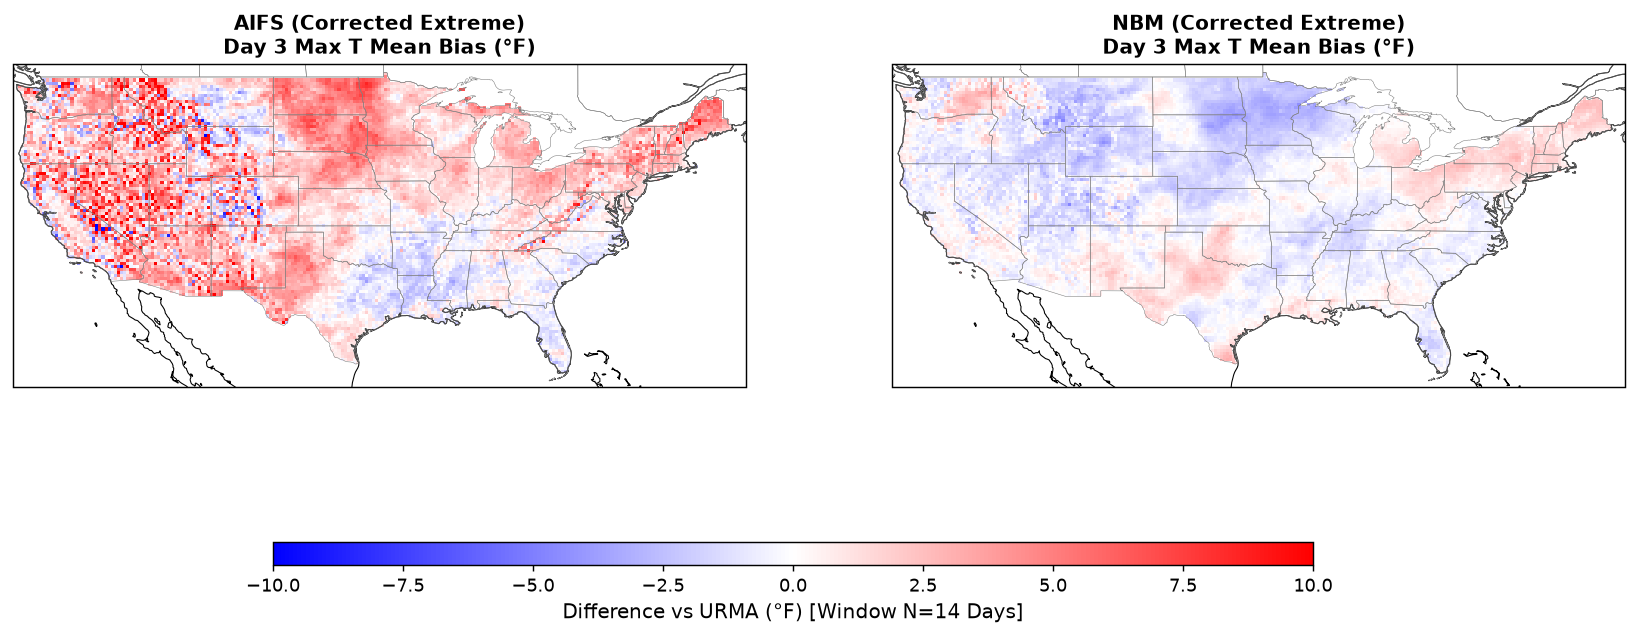 AIFS (Corrected Extreme)
Day 3 Max T Mean Bias (°F)
NBM (Corrected Extreme)
Day 3 Max T Mean Bias (°F)
−10.0 −7.5 −5.0 −2.5 0.0 2.5 5.0 7.5 10.0
Difference vs URMA (°F) [Window N=14 Days]